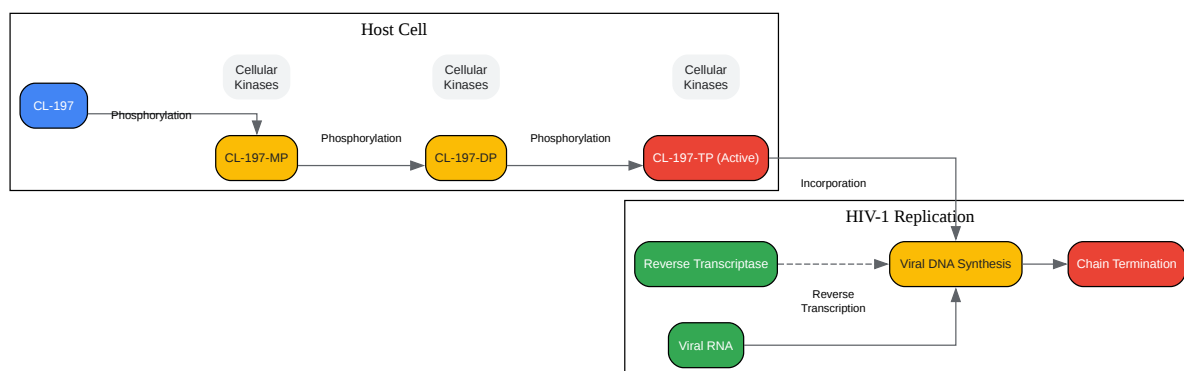 Host Cell
Cellular
Kinases
Cellular
Kinases
Cellular
Kinases
CL-197
Phosphorylation
Phosphorylation
Phosphorylation
CL-197-MP
CL-197-DP
CL-197-TP (Active)
Incorporation
HIV-1 Replication
Reverse Transcriptase
Viral DNA Synthesis
Chain Termination
Reverse
Transcription
Viral RNA